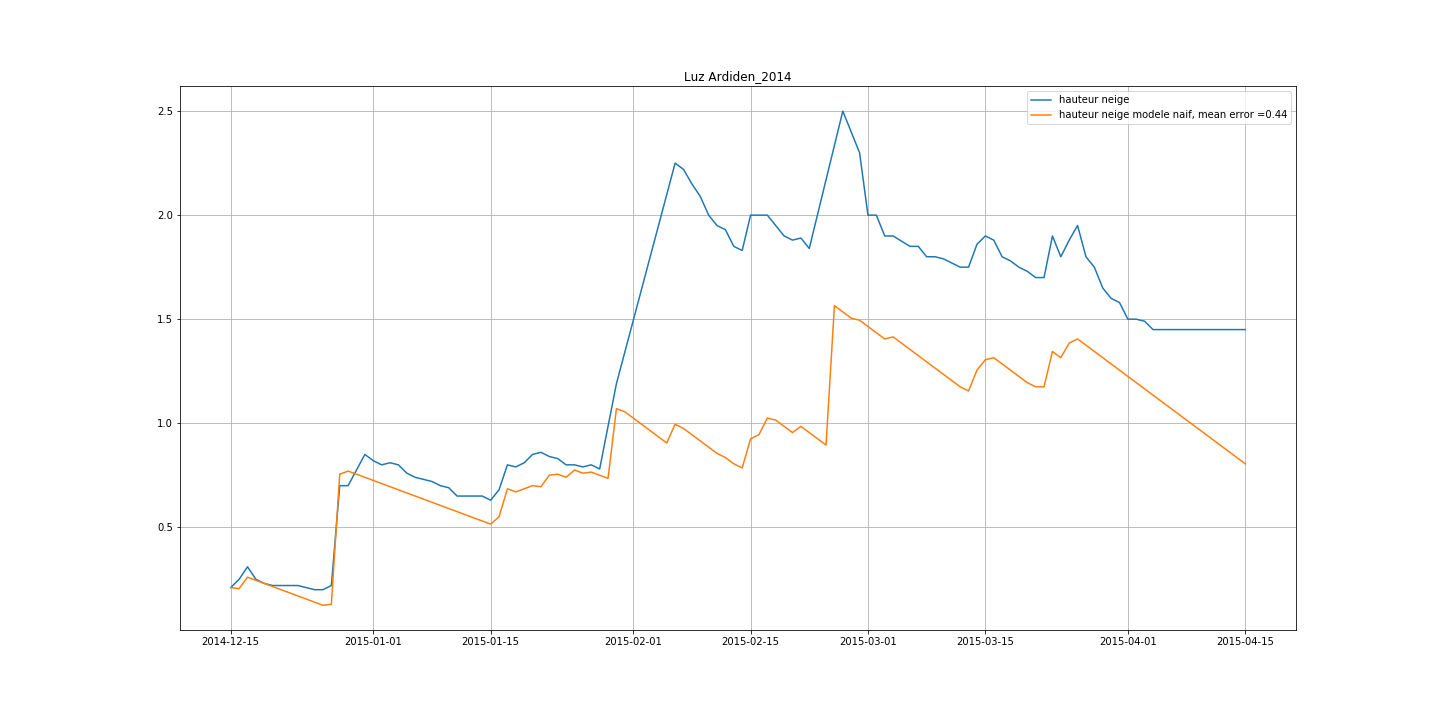 Luz Ardiden_2014
hauteur neige
hauteur neige modele naif, mean error =0.44
2.5
2.0
1.5
1.0
0.5
2014-12-15 2015-01-01 2015-01-15 2015-02-01 2015-02-15 2015-03-01 2015-03-15 2015-04-01 2015-04-15